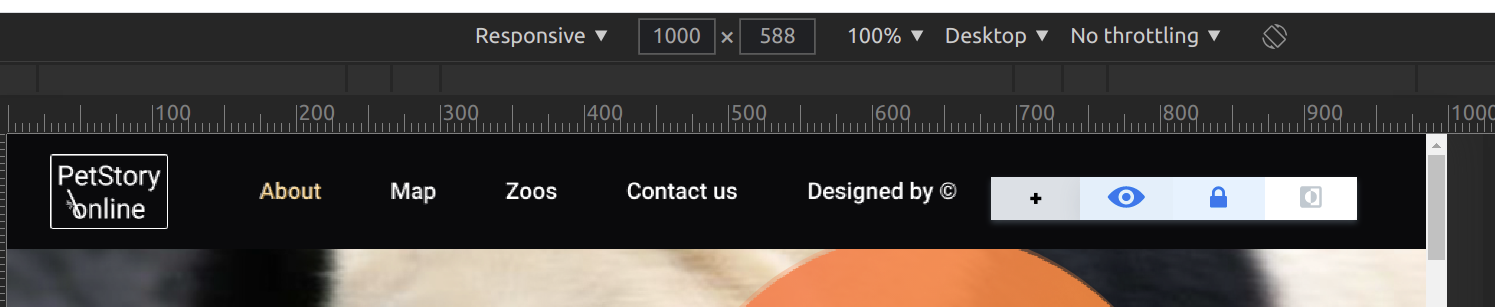 Responsive ▼ 1000 × 588 100% ▼ Desktop ▼ No throttling ▼
100 200 300 400 500 600 700 800 900 1000
PetStory
online
About Map Zoos Contact us Designed by ©
+